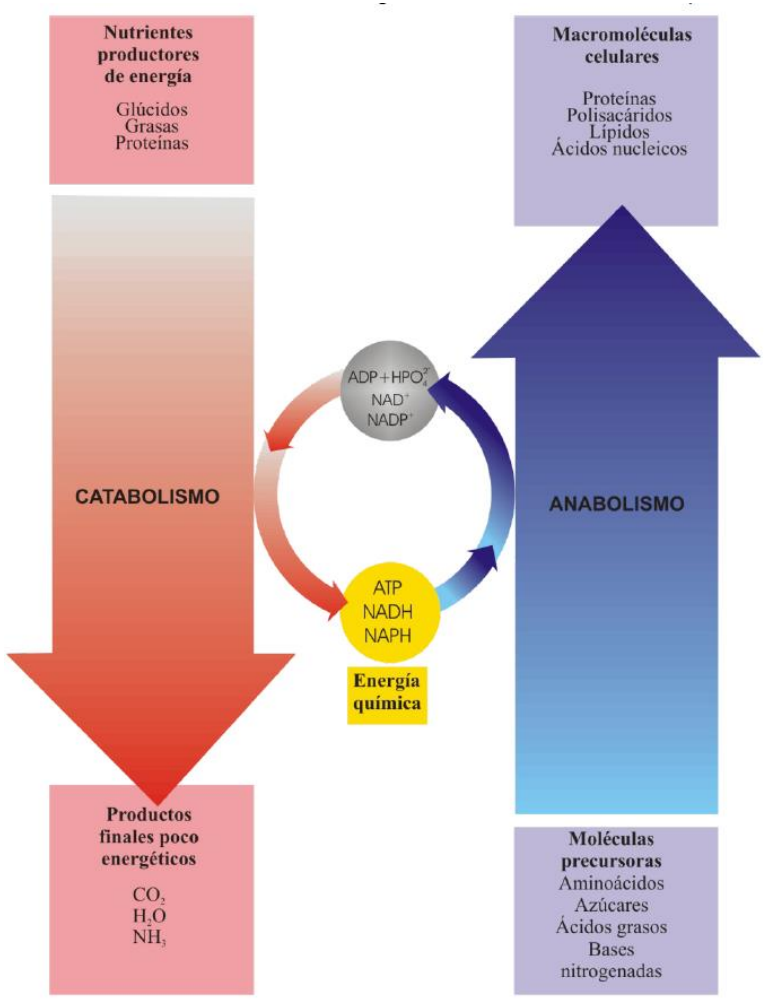 Nutrientes
productores
de energía
Glúcidos
Grasas
Proteínas
Macromoléculas
celulares
Proteínas
Polisacáridos
Lípidos
Ácidos nucleicos
ADP+HPO₄²⁻
NAD⁺
NADP⁺
CATABOLISMO
ANABOLISMO
ATP
NADH
NAPH
Energía
química
Productos
finales poco
energéticos
CO₂
H₂O
NH₃
Moléculas
precursoras
Aminoácidos
Azúcares
Ácidos grasos
Bases
nitrogenadas